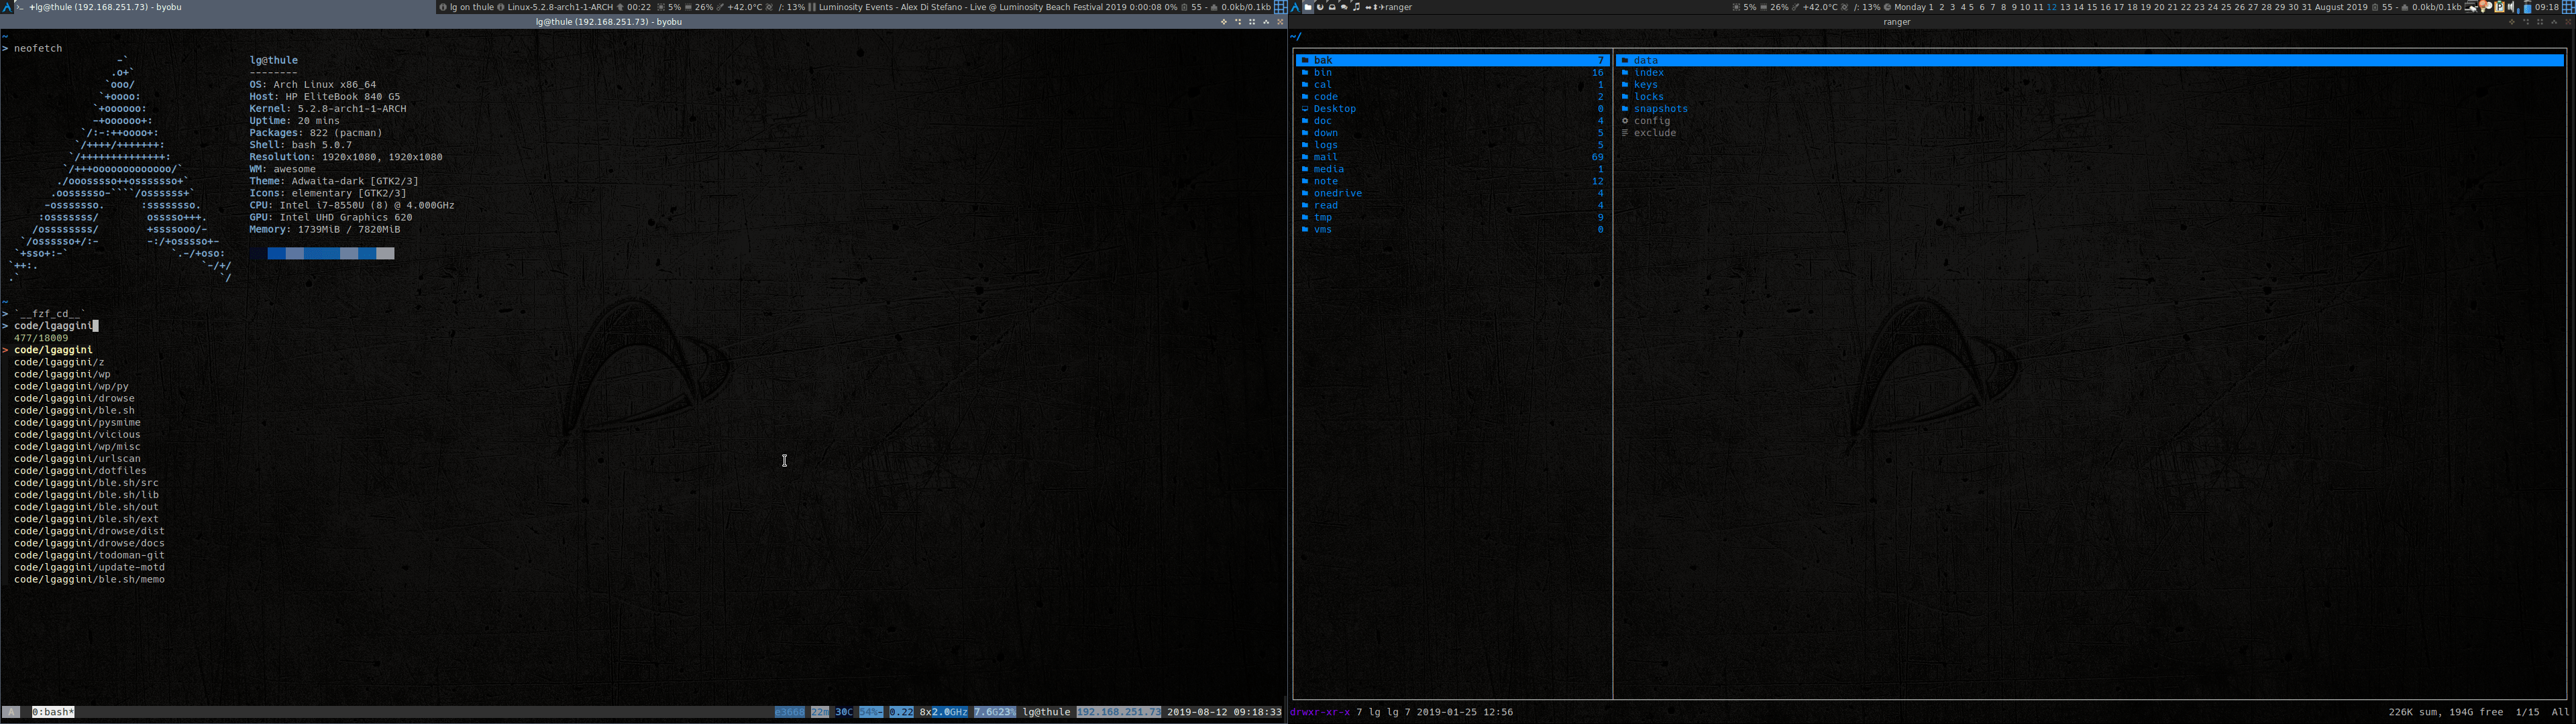 +lg@thule (192.168.251.73) - byobu
lg on thule Linux-5.2.8-arch1-1-ARCH 00:22 5% 26% +42.0°C /: 13% Luminosity Events - Alex Di Stefano - Live @ Luminosity Beach Festival 2019 0:00:08 0% 55 - 0.0kb/0.1kb
lg@thule (192.168.251.73) - byobu
~
> neofetch
lg@thule
--------
OS: Arch Linux x86_64
Host: HP EliteBook 840 G5
Kernel: 5.2.8-arch1-1-ARCH
Uptime: 20 mins
Packages: 822 (pacman)
Shell: bash 5.0.7
Resolution: 1920x1080, 1920x1080
WM: awesome
Theme: Adwaita-dark [GTK2/3]
Icons: elementary [GTK2/3]
CPU: Intel i7-8550U (8) @ 4.000GHz
GPU: Intel UHD Graphics 620
Memory: 1739MiB / 7820MiB
~
> `__fzf_cd__`
> code/lgaggini
477/18009
> code/lgaggini
code/lgaggini/z
code/lgaggini/wp
code/lgaggini/wp/py
code/lgaggini/drowse
code/lgaggini/ble.sh
code/lgaggini/pysmime
code/lgaggini/vicious
code/lgaggini/wp/misc
code/lgaggini/urlscan
code/lgaggini/dotfiles
code/lgaggini/ble.sh/src
code/lgaggini/ble.sh/lib
code/lgaggini/ble.sh/out
code/lgaggini/ble.sh/ext
code/lgaggini/drowse/dist
code/lgaggini/drowse/docs
code/lgaggini/todoman-git
code/lgaggini/update-motd
code/lgaggini/ble.sh/memo
A 0:bash* e3668 22m 30C 54%- 0.22 8x2.0GHz 7.6G23% lg@thule 192.168.251.73 2019-08-12 09:18:33
ranger 5% 26% +42.0°C /: 13% Monday 1 2 3 4 5 6 7 8 9 10 11 12 13 14 15 16 17 18 19 20 21 22 23 24 25 26 27 28 29 30 31 August 2019 55 - 0.0kb/0.1kb 09:18
ranger
~/
bak 7
bin 16
cal 1
code 2
Desktop 0
doc 4
down 5
logs 5
mail 69
media 1
note 12
onedrive 4
read 4
tmp 9
vms 0
data
index
keys
locks
snapshots
config
exclude
drwxr-xr-x 7 lg lg 7 2019-01-25 12:56 226K sum, 194G free 1/15 All